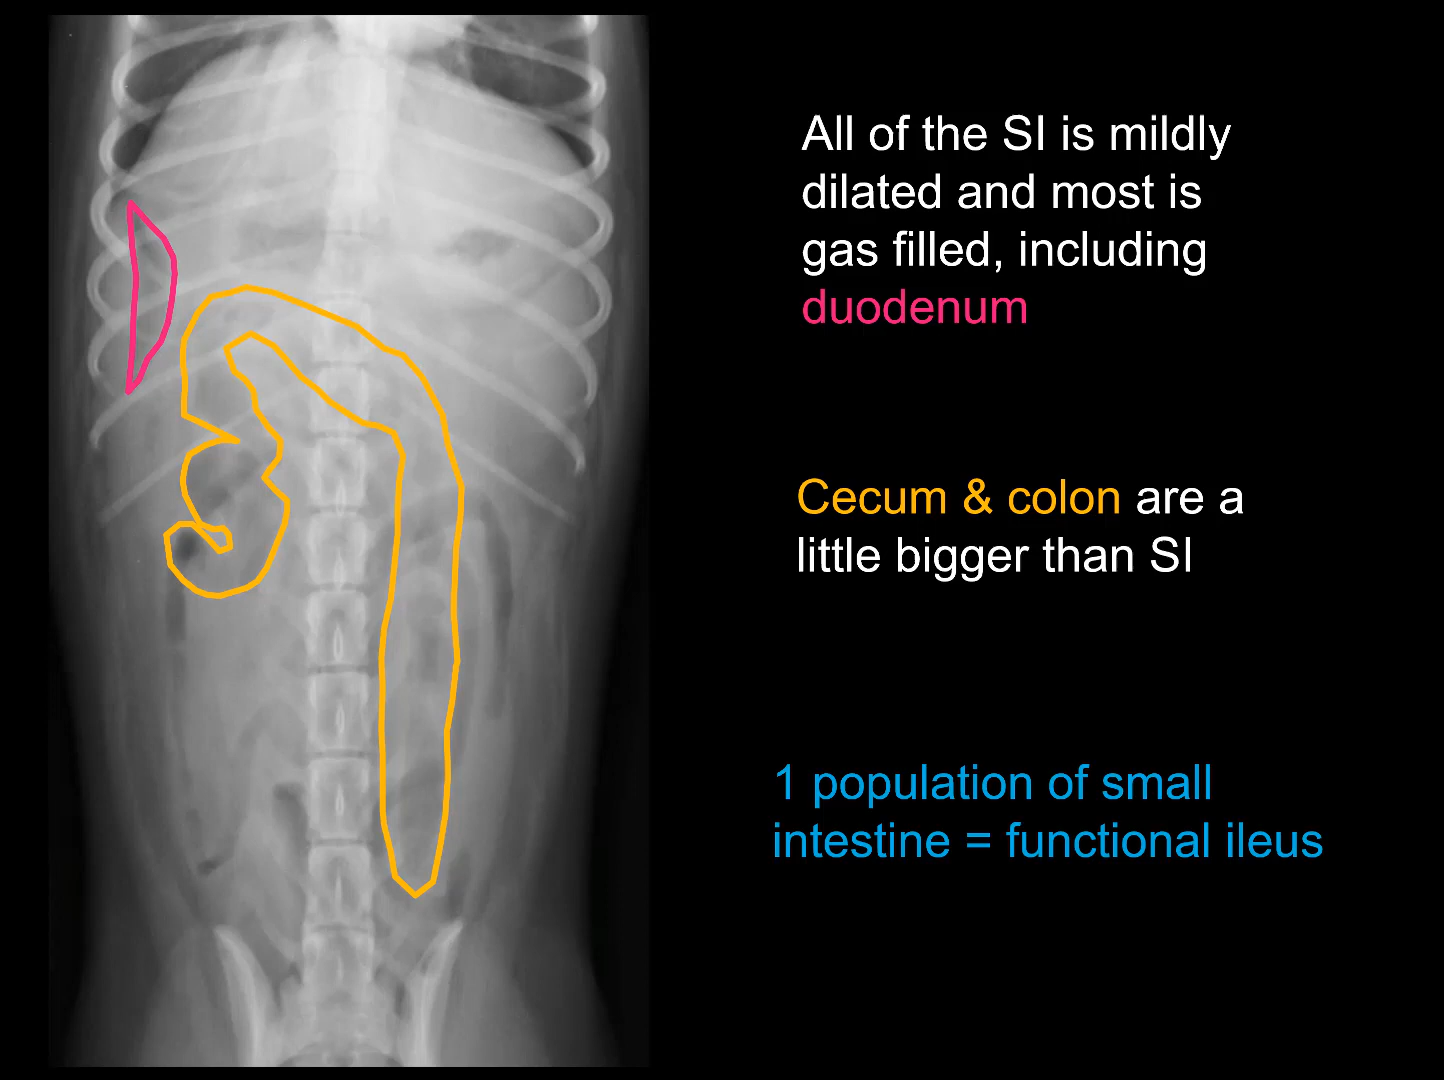 All of the SI is mildly
dilated and most is
gas filled, including
duodenum
Cecum & colon are a
little bigger than SI
1 population of small
intestine = functional ileus